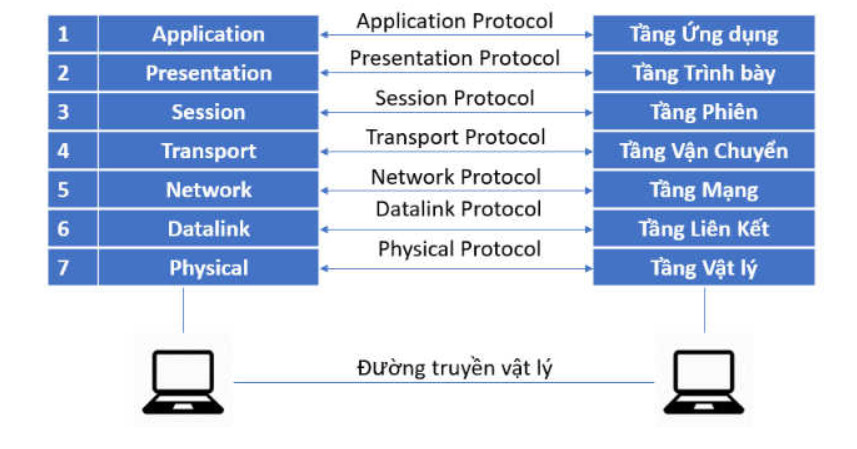 1 Application Application Protocol Tầng Ứng dụng
2 Presentation Presentation Protocol Tầng Trình bày
3 Session Session Protocol Tầng Phiên
4 Transport Transport Protocol Tầng Vận Chuyển
5 Network Network Protocol Tầng Mạng
6 Datalink Datalink Protocol Tầng Liên Kết
7 Physical Physical Protocol Tầng Vật lý
Đường truyền vật lý